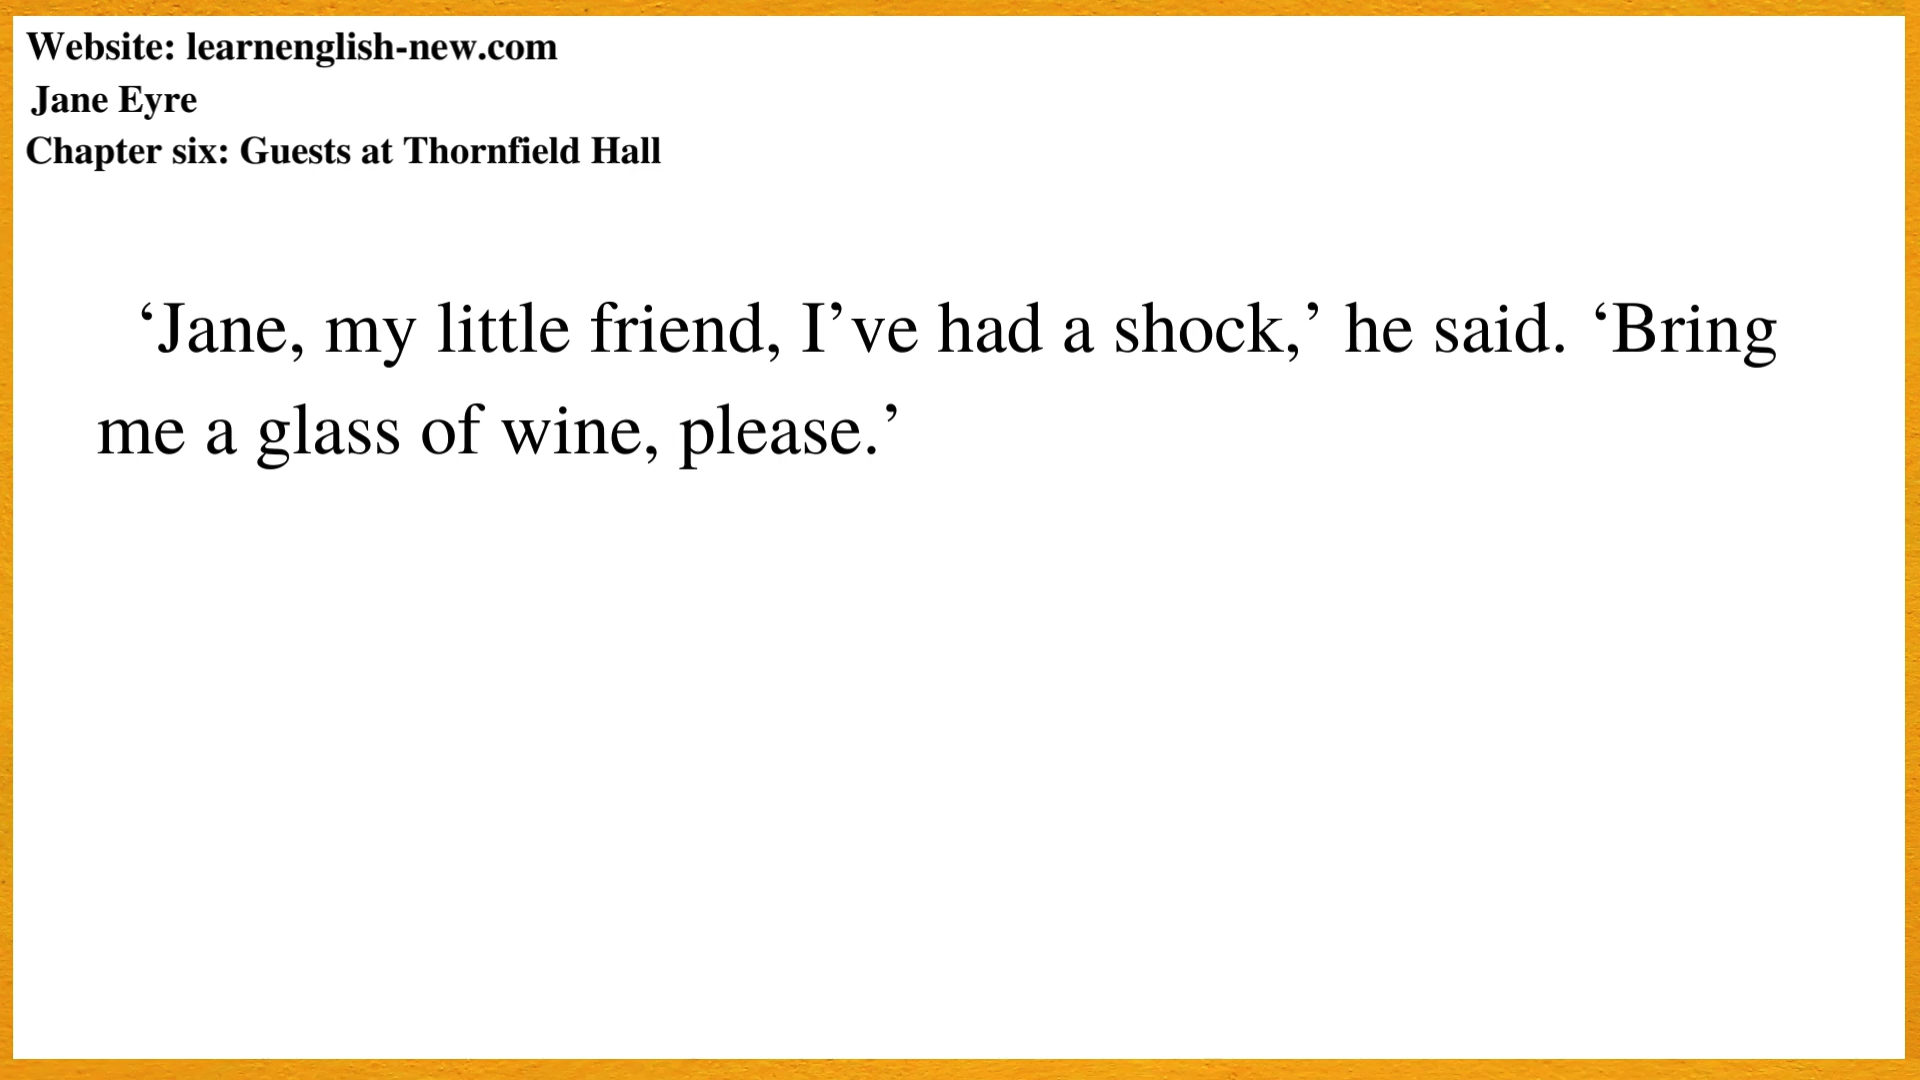 Website: learnenglish-new.com
Jane Eyre
Chapter six: Guests at Thornfield Hall
‘Jane, my little friend, I’ve had a shock,’ he said. ‘Bring
me a glass of wine, please.’